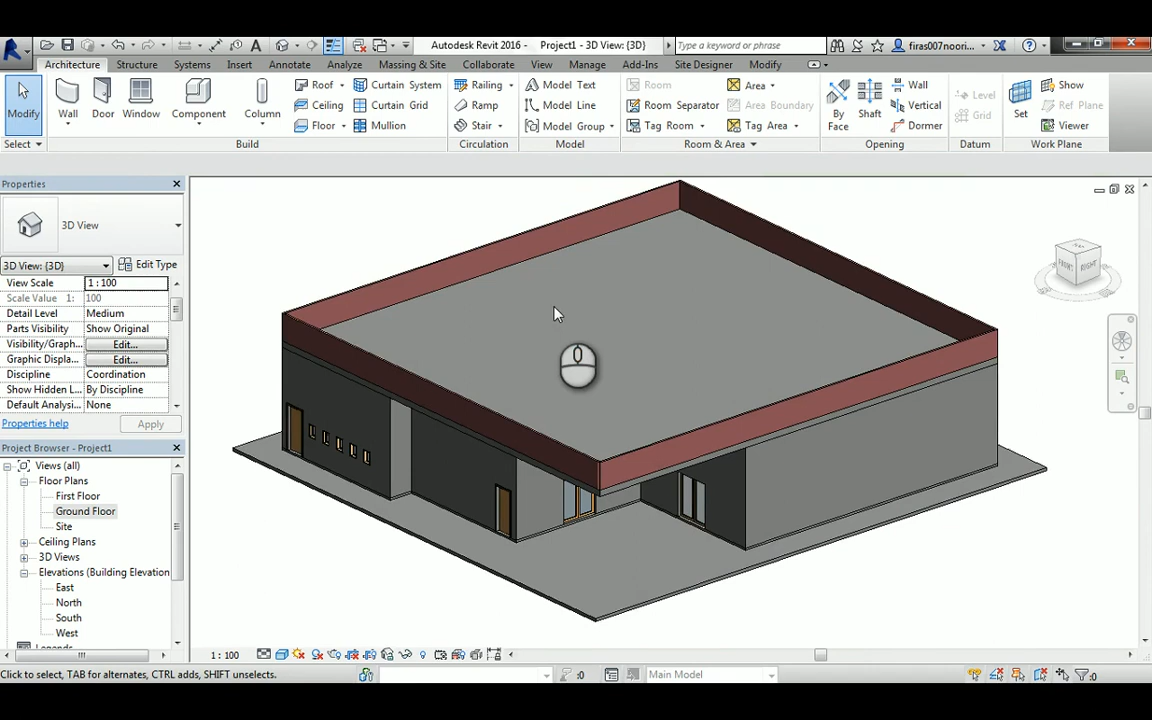 Autodesk Revit 2016 - Project1 - 3D View: {3D}
Type a keyword or phrase
firas007noori...
Architecture Structure Systems Insert Annotate Analyze Massing & Site Collaborate View Manage Add-Ins Site Designer Modify
Modify
Wall
Door
Window
Component
Column
Roof
Ceiling
Floor
Curtain System
Curtain Grid
Mullion
Railing
Ramp
Stair
Model Text
Model Line
Model Group
Room
Room Separator
Tag Room
Area
Area Boundary
Tag Area
By Face
Shaft
Wall
Vertical
Dormer
Level
Grid
Set
Show
Ref Plane
Viewer
Select Build Circulation Model Room & Area Opening Datum Work Plane
Properties
3D View
3D View: {3D} Edit Type
View Scale 1 : 100
Scale Value 1: 100
Detail Level Medium
Parts Visibility Show Original
Visibility/Graph... Edit...
Graphic Displa... Edit...
Discipline Coordination
Show Hidden L... By Discipline
Default Analysi... None
Properties help Apply
Project Browser - Project1
Views (all)
Floor Plans
First Floor
Ground Floor
Site
Ceiling Plans
3D Views
Elevations (Building Elevation
East
North
South
West
FRONT RIGHT
1 : 100
Click to select, TAB for alternates, CTRL adds, SHIFT unselects.
:0
Main Model
:0